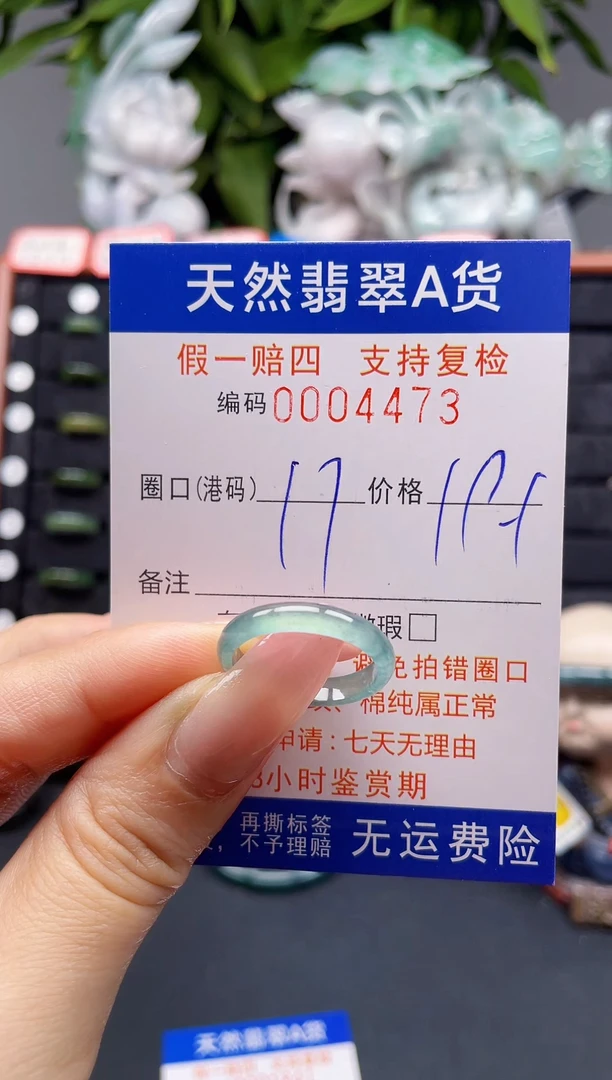 天然翡翠A货
假一赔四 支持复检
编码0004473
圈口(港码) 17 价格
备注
瑕□
避免拍错圈口
棉纯属正常
申请:七天无理由
8小时鉴赏期
再撕标签
,不予理赔
无运费险
天然翡翠A货